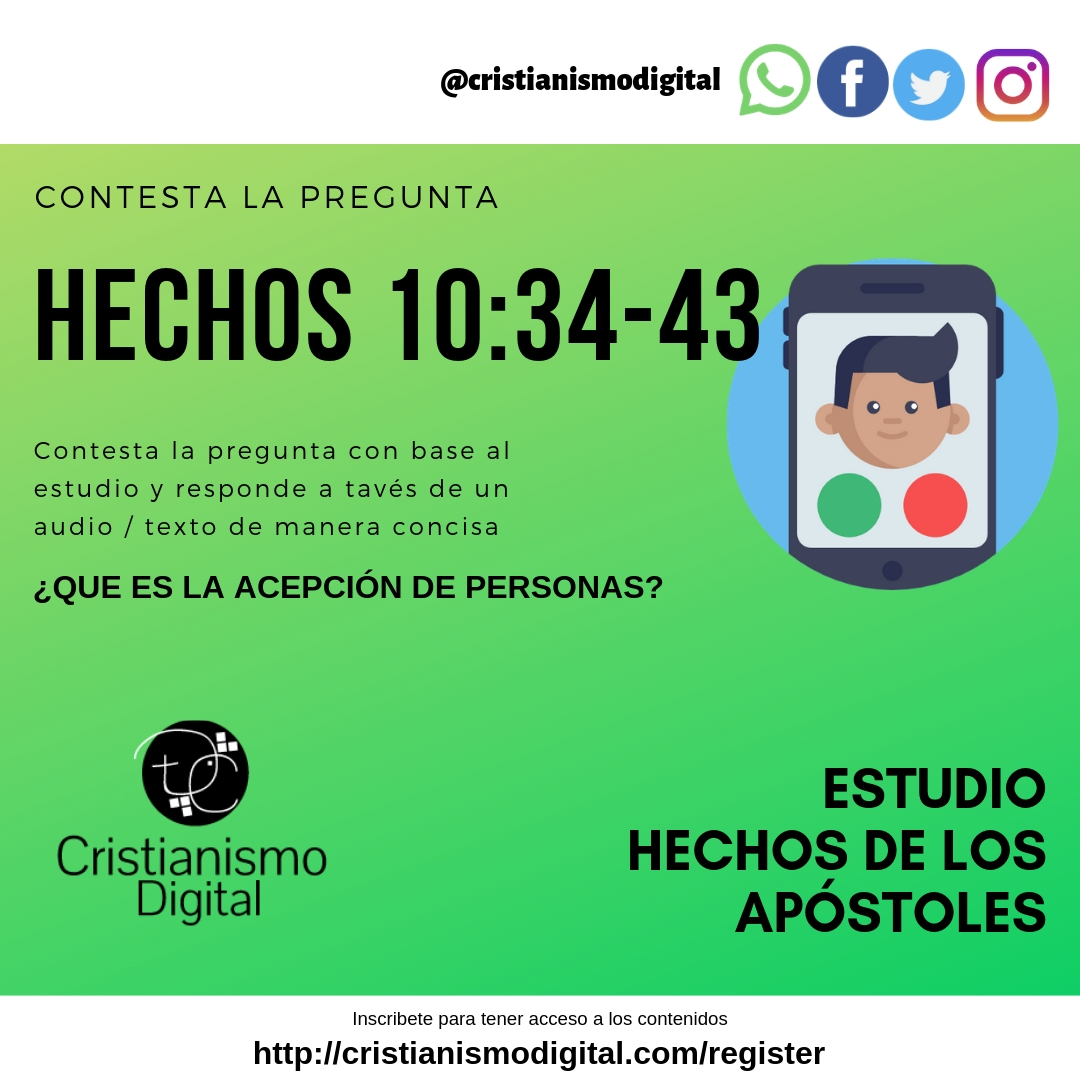 @cristianismodigital
CONTESTA LA PREGUNTA
HECHOS 10:34-43
Contesta la pregunta con base al
estudio y responde a tavés de un
audio / texto de manera concisa
¿QUE ES LA ACEPCIÓN DE PERSONAS?
Cristianismo
Digital
ESTUDIO
HECHOS DE LOS
APÓSTOLES
Inscribete para tener acceso a los contenidos
http://cristianismodigital.com/register